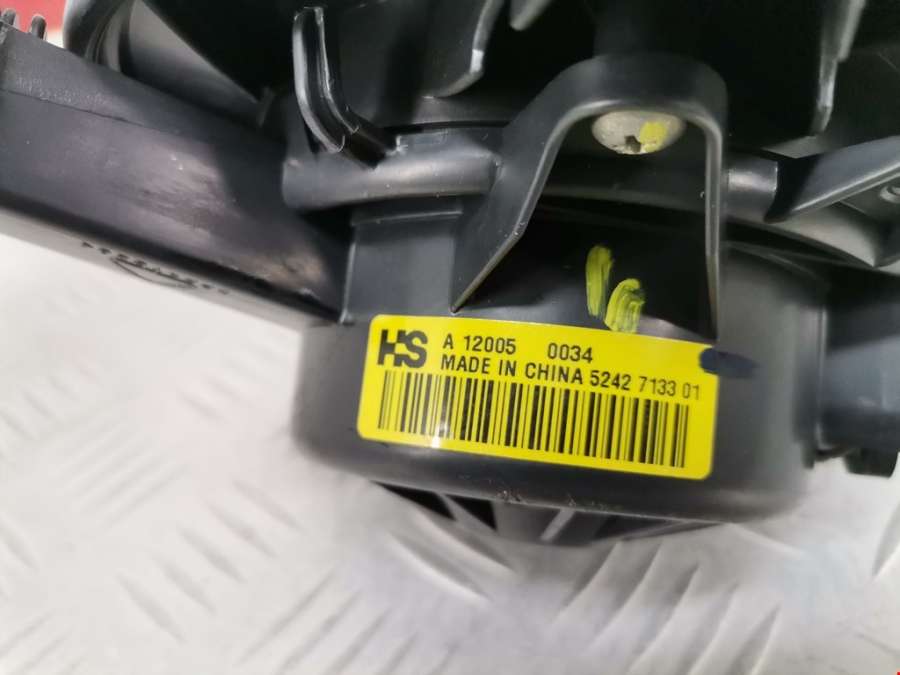 HS A 12005 0034
MADE IN CHINA 5242 7133 01